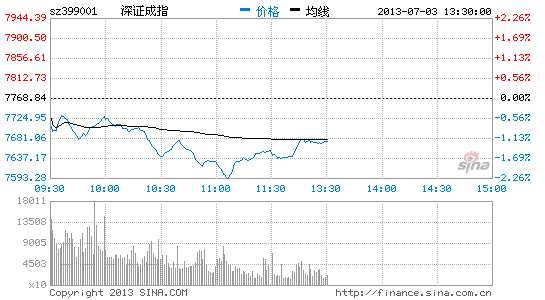 sz399001 深证成指 价格 均线 2013-07-03 13:30:00
7944.39 +2.26%
7900.50 +1.69%
7856.61 +1.13%
7812.73 +0.56%
7768.84 0.00%
7724.95 -0.56%
7681.06 -1.13%
7637.17 -1.69%
7593.28 -2.26%
sina
09:30 10:00 10:30 11:00 11:30 13:30 14:00 14:30 15:00
18011
13508
9005
4503
x10
Copyright 2013 SINA.COM http://finance.sina.com.cn